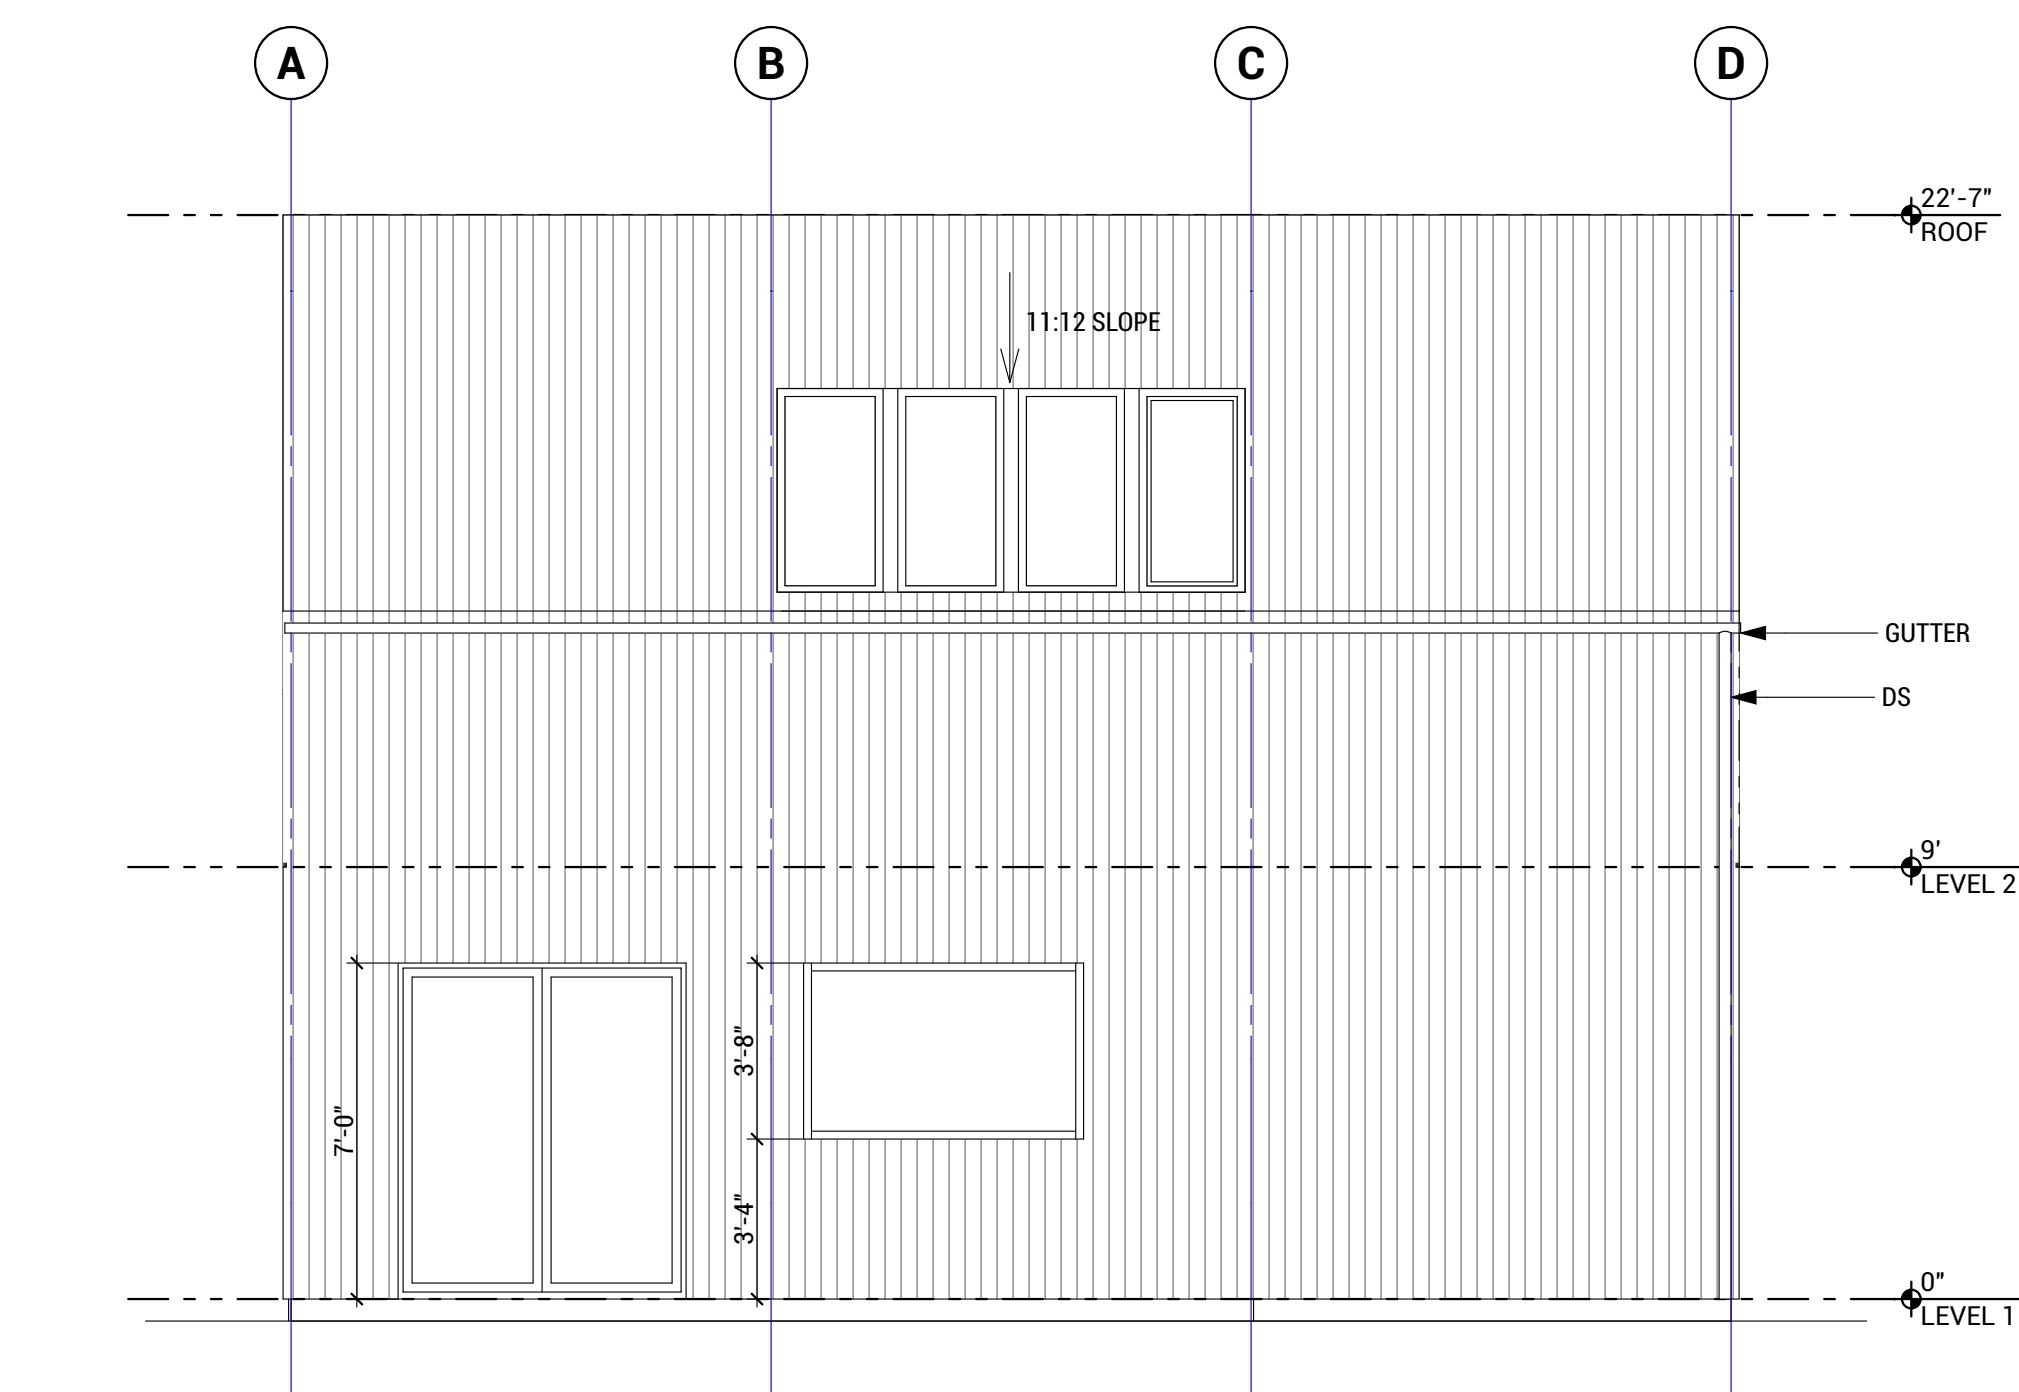 A
B
C
D
22'-7"
ROOF
11:12 SLOPE
GUTTER
DS
9'
LEVEL 2
3'-8"
7'-0"
3'-4"
0"
LEVEL 1